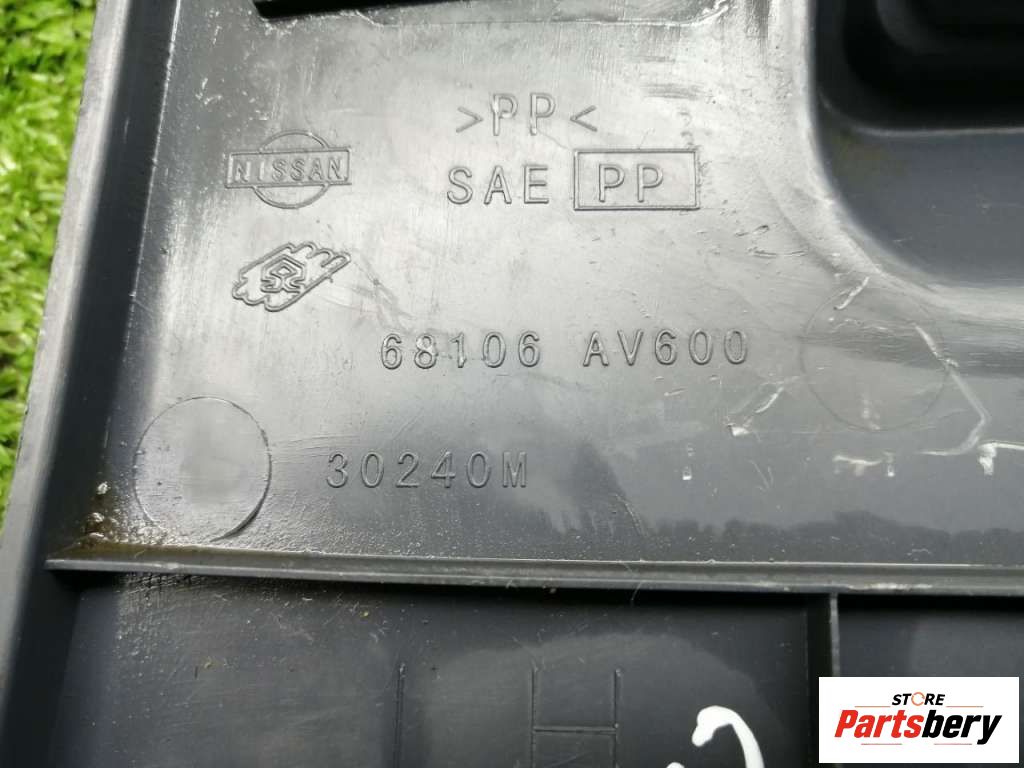 >PP<
NISSAN
SAE PP
68106 AV600
30240M
STORE
Partsbery